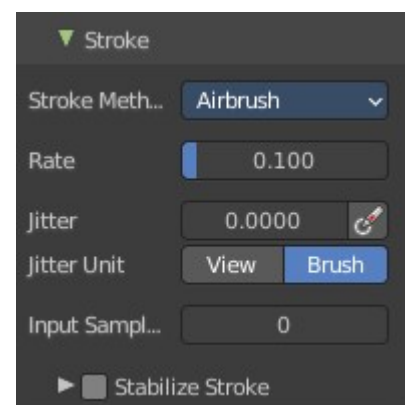 Stroke
Stroke Meth... Airbrush
Rate 0.100
Jitter 0.0000
Jitter Unit View Brush
Input Sampl... 0
Stabilize Stroke